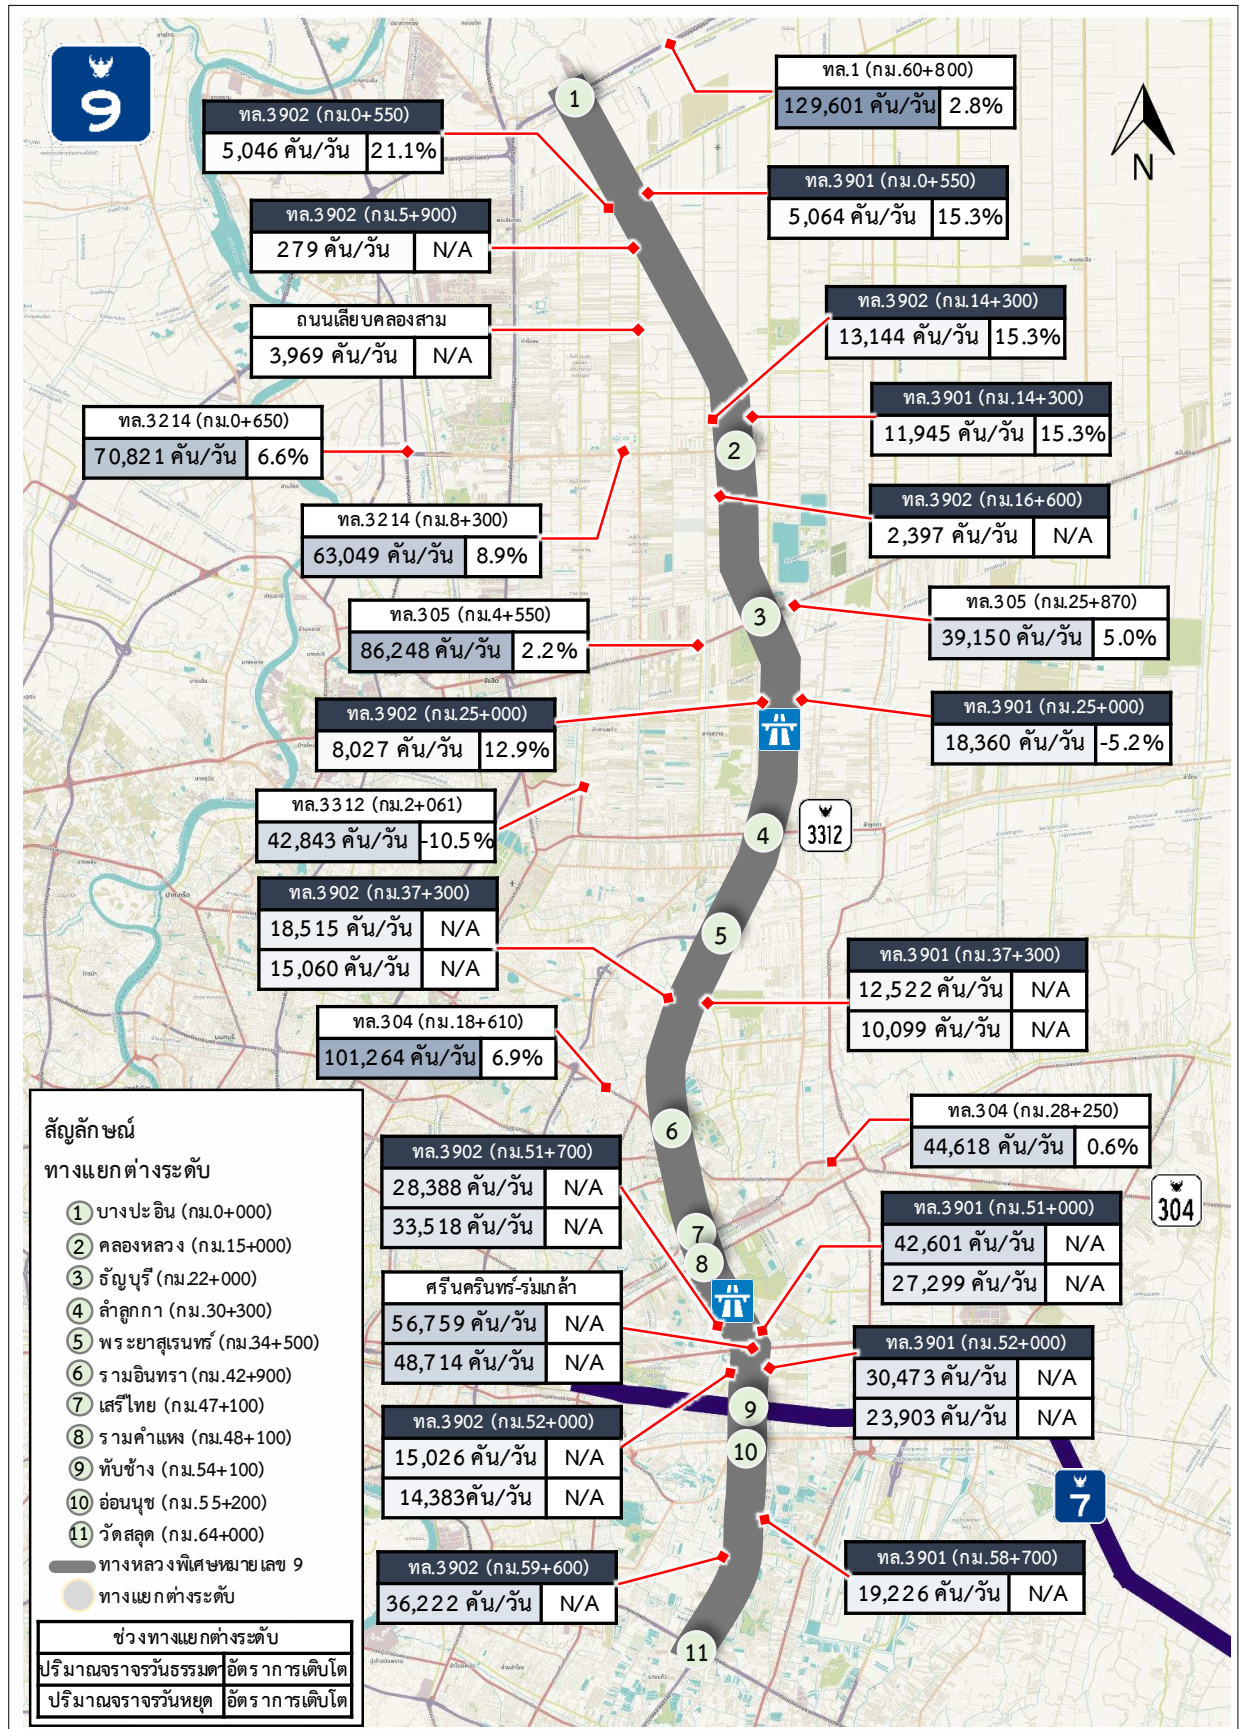 9
ทล.1 (กม.60+800)
129,601 คัน/วัน 2.8%
N
ทล.3902 (กม.0+550)
5,046 คัน/วัน 21.1%
ทล.3901 (กม.0+550)
5,064 คัน/วัน 15.3%
ทล.3902 (กม.5+900)
279 คัน/วัน N/A
ถนนเลียบคลองสาม
3,969 คัน/วัน N/A
ทล.3902 (กม.14+300)
13,144 คัน/วัน 15.3%
ทล.3901 (กม.14+300)
11,945 คัน/วัน 15.3%
ทล.3214 (กม.0+650)
70,821 คัน/วัน 6.6%
ทล.3902 (กม.16+600)
2,397 คัน/วัน N/A
ทล.3214 (กม.8+300)
63,049 คัน/วัน 8.9%
ทล.305 (กม.25+870)
39,150 คัน/วัน 5.0%
ทล.305 (กม.4+550)
86,248 คัน/วัน 2.2%
ทล.3902 (กม.25+000)
8,027 คัน/วัน 12.9%
ทล.3901 (กม.25+000)
18,360 คัน/วัน -5.2%
ทล.3312 (กม.2+061)
42,843 คัน/วัน -10.5%
3312
ทล.3902 (กม.37+300)
18,515 คัน/วัน N/A
15,060 คัน/วัน N/A
ทล.3901 (กม.37+300)
12,522 คัน/วัน N/A
10,099 คัน/วัน N/A
ทล.304 (กม.18+610)
101,264 คัน/วัน 6.9%
ทล.304 (กม.28+250)
44,618 คัน/วัน 0.6%
304
ทล.3902 (กม.51+700)
28,388 คัน/วัน N/A
33,518 คัน/วัน N/A
ทล.3901 (กม.51+000)
42,601 คัน/วัน N/A
27,299 คัน/วัน N/A
ศรีนครินทร์-ร่มเกล้า
56,759 คัน/วัน N/A
48,714 คัน/วัน N/A
ทล.3901 (กม.52+000)
30,473 คัน/วัน N/A
23,903 คัน/วัน N/A
ทล.3902 (กม.52+000)
15,026 คัน/วัน N/A
14,383คัน/วัน N/A
7
ทล.3902 (กม.59+600)
36,222 คัน/วัน N/A
ทล.3901 (กม.58+700)
19,226 คัน/วัน N/A
1
2
3
4
5
6
7
8
9
10
11
สัญลักษณ์
ทางแยกต่างระดับ
1 บางปะอิน (กม.0+000)
2 คลองหลวง (กม.15+000)
3 ธัญบุรี (กม.22+000)
4 ลำลูกกา (กม.30+300)
5 พระยาสุเรนทร์ (กม.34+500)
6 รามอินทรา (กม.42+900)
7 เสรีไทย (กม.47+100)
8 รามคำแหง (กม.48+100)
9 ทับช้าง (กม.54+100)
10 อ่อนนุช (กม.55+200)
11 วัดสลุด (กม.64+000)
ทางหลวงพิเศษหมายเลข 9
ทางแยกต่างระดับ
ช่วงทางแยกต่างระดับ
ปริมาณจราจรวันธรรมดา อัตราการเติบโต
ปริมาณจราจรวันหยุด อัตราการเติบโต